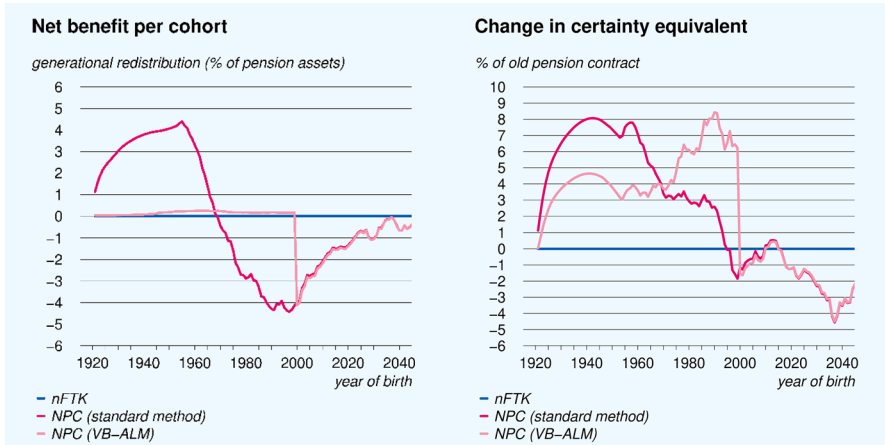 Net benefit per cohort
generational redistribution (% of pension assets)
6
5
4
3
2
1
0
−1
−2
−3
−4
−5
−6
1920 1940 1960 1980 2000 2020 2040
year of birth
nFTK
NPC (standard method)
NPC (VB−ALM)
Change in certainty equivalent
% of old pension contract
10
9
8
7
6
5
4
3
2
1
0
−1
−2
−3
−4
−5
−6
1920 1940 1960 1980 2000 2020 2040
year of birth
nFTK
NPC (standard method)
NPC (VB−ALM)